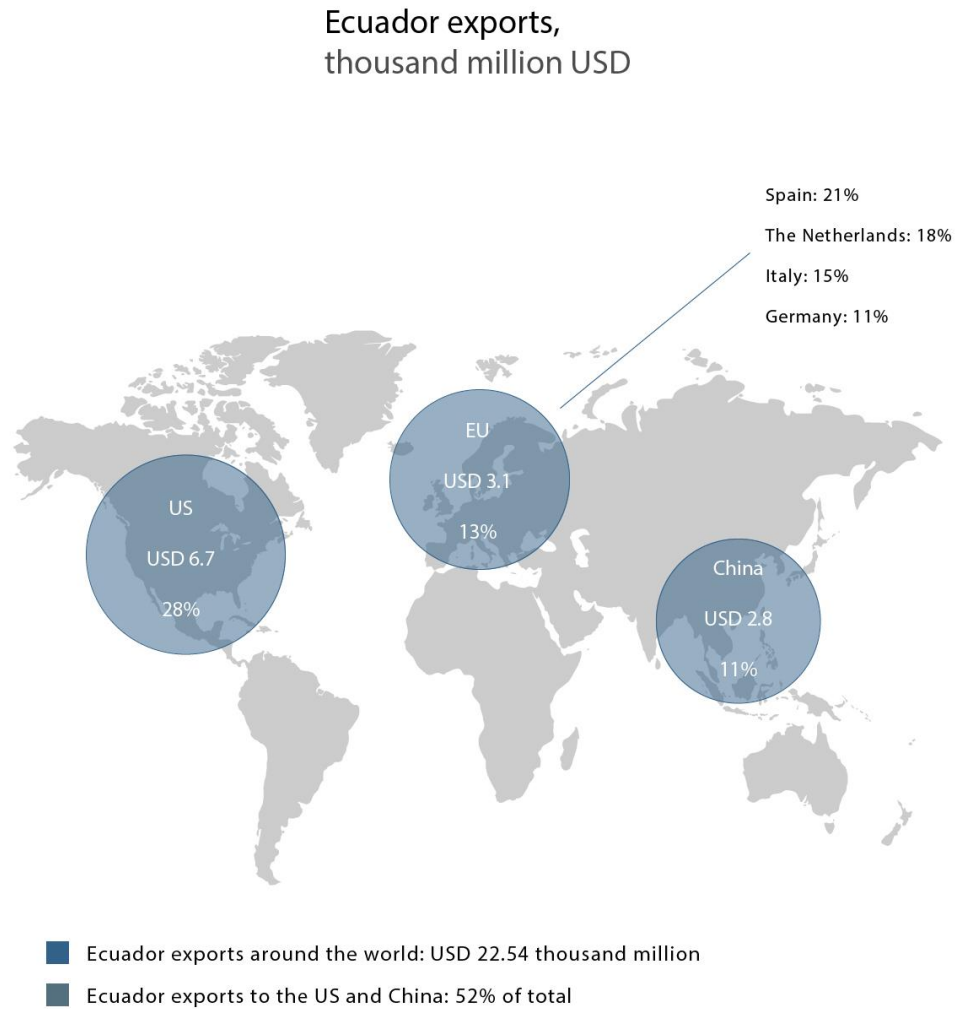 Ecuador exports,
thousand million USD
Spain: 21%
The Netherlands: 18%
Italy: 15%
Germany: 11%
EU
USD 3.1
13%
US
USD 6.7
28%
China
USD 2.8
11%
Ecuador exports around the world: USD 22.54 thousand million
Ecuador exports to the US and China: 52% of total